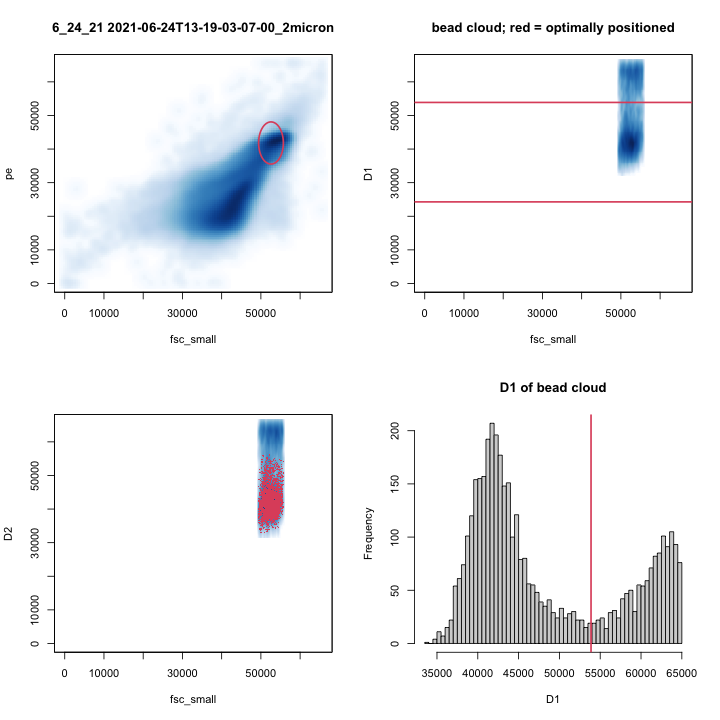 6_24_21 2021-06-24T13-19-03-07-00_2micron
pe
0 10000 30000 50000
0 10000 30000 50000
fsc_small
bead cloud; red = optimally positioned
D1
0 10000 30000 50000
0 10000 30000 50000
fsc_small
D2
0 10000 30000 50000
0 10000 30000 50000
fsc_small
D1 of bead cloud
Frequency
0 50 100 150 200
35000 40000 45000 50000 55000 60000 65000
D1